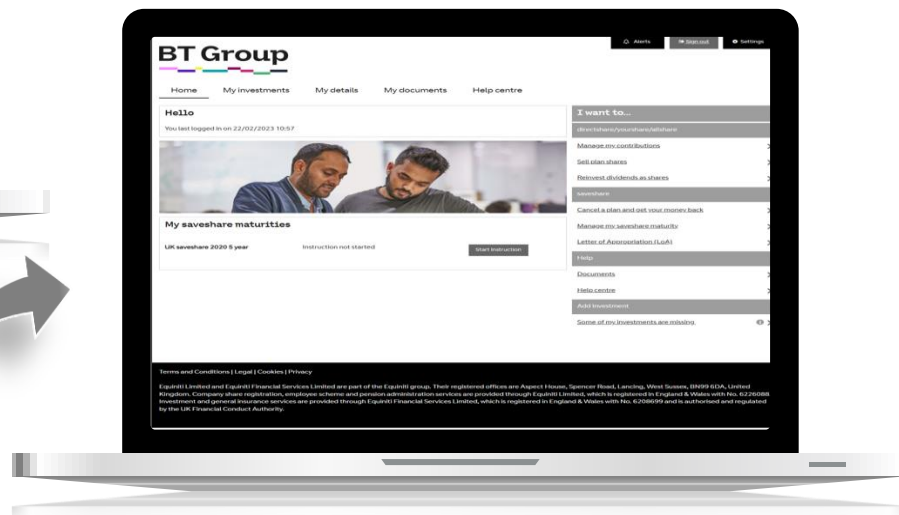 Alerts
Sign out
Settings
BT Group
Home
My investments
My details
My documents
Help centre
Hello
You last logged in on 22/02/2023 10:57
My saveshare maturities
UK saveshare 2020 5 year
Instruction not started
Start Instruction
I want to...
directshare/yourshare/allshare
Manage my contributions
Sell plan shares
Reinvest dividends as shares
saveshare
Cancel a plan and get your money back
Manage my saveshare maturity
Letter of Appropriation (LoA)
Help
Documents
Help centre
Add Investment
Some of my investments are missing
Terms and Conditions | Legal | Cookies | Privacy
Equiniti Limited and Equiniti Financial Services Limited are part of the Equiniti group. Their registered offices are Aspect House, Spencer Road, Lancing, West Sussex, BN99 6DA, United
Kingdom. Company share registration, employee scheme and pension administration services are provided through Equiniti Limited, which is registered in England & Wales with No. 6226088
Investment and general insurance services are provided through Equiniti Financial Services Limited, which is registered in England & Wales with No. 6208699 and is authorised and regulated
by the UK Financial Conduct Authority.